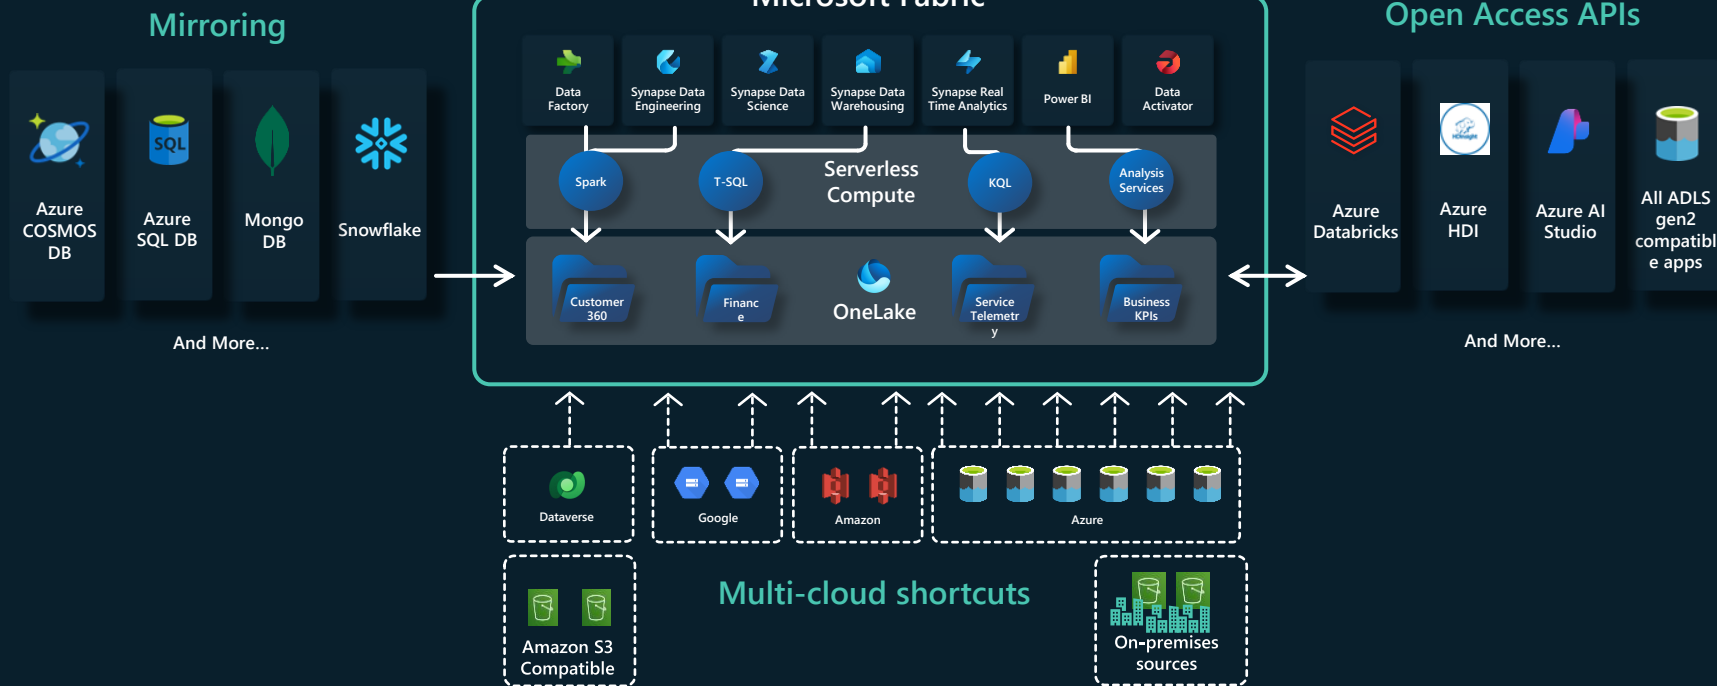 Mirroring
Azure
COSMOS
DB
Azure
SQL DB
SQL
Mongo
DB
Snowflake
And More...
Microsoft Fabric
Data
Factory
Synapse Data
Engineering
Synapse Data
Science
Synapse Data
Warehousing
Synapse Real
Time Analytics
Power BI
Data
Activator
Spark
T-SQL
Serverless
Compute
KQL
Analysis
Services
Customer
360
Financ
e
OneLake
Service
Telemetr
y
Business
KPIs
Open Access APIs
Azure
Databricks
HDInsight
Azure
HDI
Azure AI
Studio
All ADLS
gen2
compatibl
e apps
And More...
Dataverse
Google
Amazon
Azure
Amazon S3
Compatible
Multi-cloud shortcuts
On-premises
sources